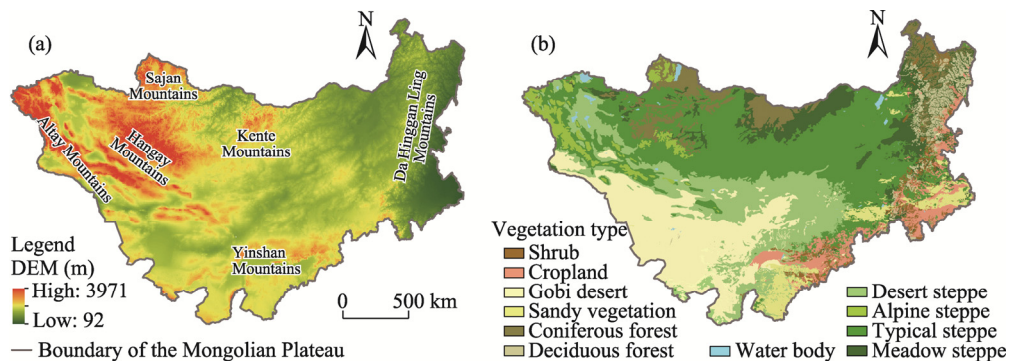 (a)
N
Sajan
Mountains
Altay Mountains
Hangay
Mountains
Kente
Mountains
Da Hinggan Ling
Mountains
Yinshan
Mountains
Legend
DEM (m)
High: 3971
Low: 92
0 500 km
Boundary of the Mongolian Plateau
(b)
N
Vegetation type
Shrub
Cropland
Gobi desert
Sandy vegetation
Coniferous forest
Deciduous forest
Water body
Desert steppe
Alpine steppe
Typical steppe
Meadow steppe